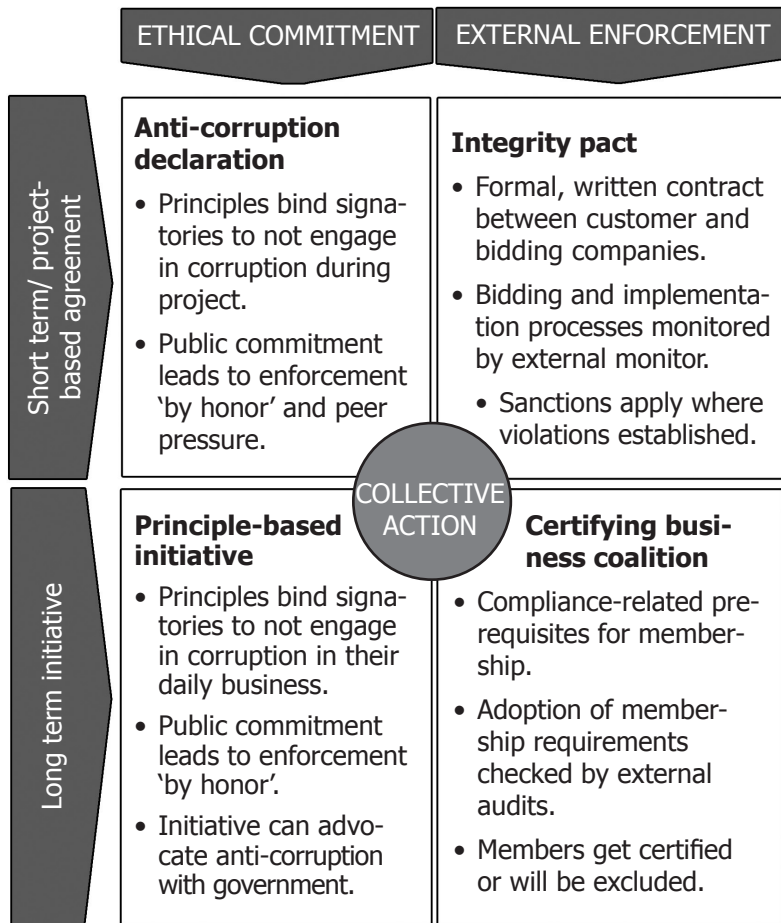 ETHICAL COMMITMENT
EXTERNAL ENFORCEMENT
Short term/ project-
based agreement
Anti-corruption
declaration
• Principles bind signa-
tories to not engage
in corruption during
project.
• Public commitment
leads to enforcement
‘by honor’ and peer
pressure.
Integrity pact
• Formal, written contract
between customer and
bidding companies.
• Bidding and implementa-
tion processes monitored
by external monitor.
• Sanctions apply where
violations established.
COLLECTIVE
ACTION
Long term initiative
Principle-based
initiative
• Principles bind signa-
tories to not engage
in corruption in their
daily business.
• Public commitment
leads to enforcement
‘by honor’.
• Initiative can advo-
cate anti-corruption
with government.
Certifying busi-
ness coalition
• Compliance-related pre-
requisites for member-
ship.
• Adoption of member-
ship requirements
checked by external
audits.
• Members get certified
or will be excluded.